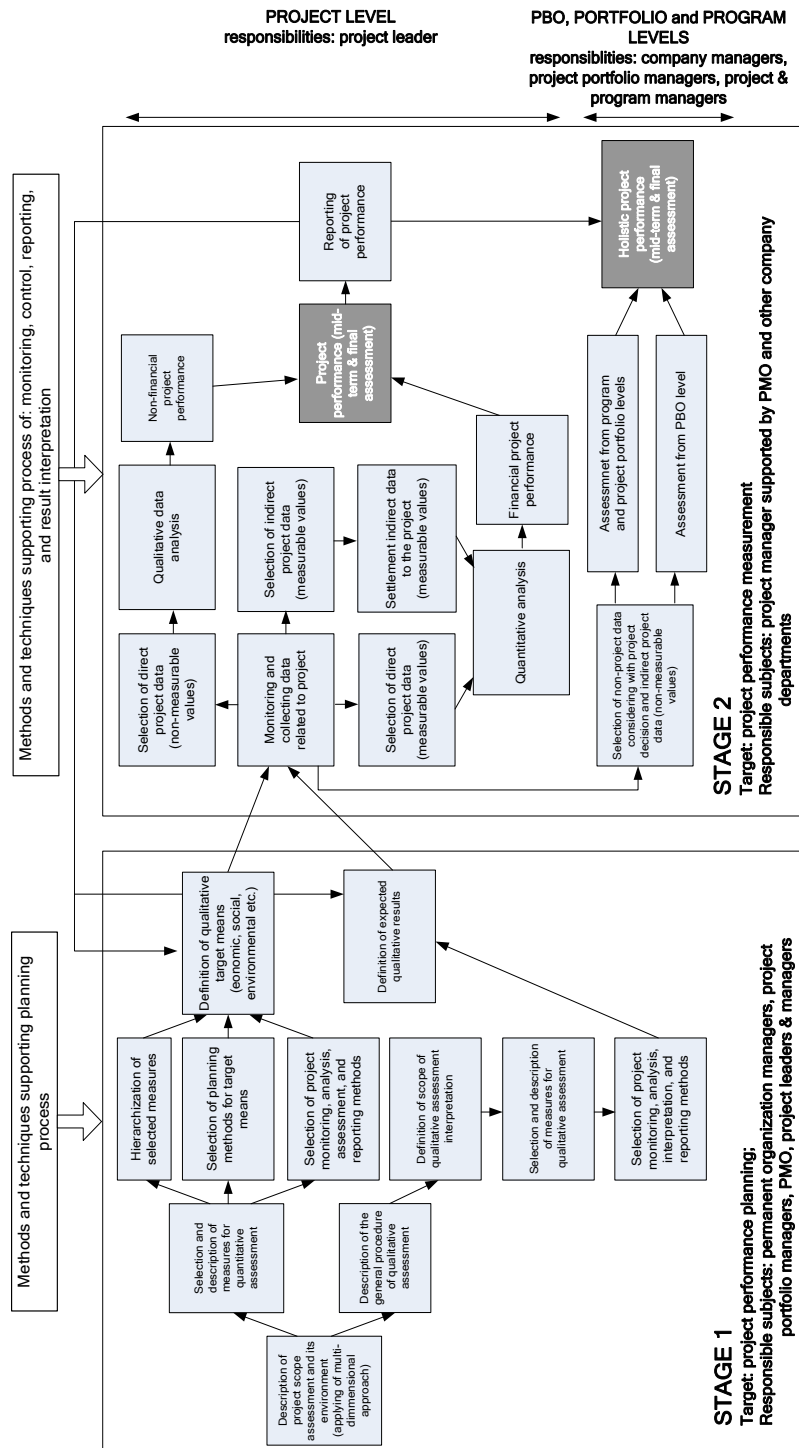 Methods and techniques supporting planning
process
Methods and techniques supporting process of: monitoring, control, reporting,
and result interpretation
PROJECT LEVEL
responsibilities: project leader
PBO, PORTFOLIO and PROGRAM
LEVELS
responsiblities: company managers,
project portfolio managers, project &
program managers
Description of
project scope
assessment and its
environment
(applying of multi-
dimmensional
approach)
Selection and
description of
measures for
quantitative
assessment
Description of the
general procedure
of qualitative
assessment
Hierarchization of
selected measures
Selection of planning
methods for target
means
Selection of project
monitoring, analysis,
assessment, and
reporting methods
Definition of scope of
qualitative assessment
interpretation
Selection and description
of measures for
qualitative assessment
Selection of project
monitoring, analysis,
interpretation, and
reporting methods
Definition of qualitative
target means
(eonomic, social,
environmental etc.)
Definition of expected
qualitative results
STAGE 1
Target: project performance planning;
Responsible subjects: permanent organization managers, project
portfolio managers, PMO, project leaders & managers
Selection of direct
project data
(non-measurable
values)
Qualitative data
analysis
Non-financial
project
performance
Monitoring and
collecting data
related to project
Selection of indirect
project data
(measurable values)
Selection of direct
project data
(measurable values)
Settlement indirect data
to the project
(measurable values)
Quantitative analysis
Financial project
performance
Project
performance (mid-
term & final
assessment)
Reporting
of project
performance
Selection of non-project data
considering with project
decision and indirect project
data (non-measurable
values)
Assessmnet from program
and project portfolio levels
Assessment from PBO level
Holistic project
performance
(mid-term & final
assessment)
STAGE 2
Target: project performance measurement
Responsible subjects: project manager supported by PMO and other company
departments